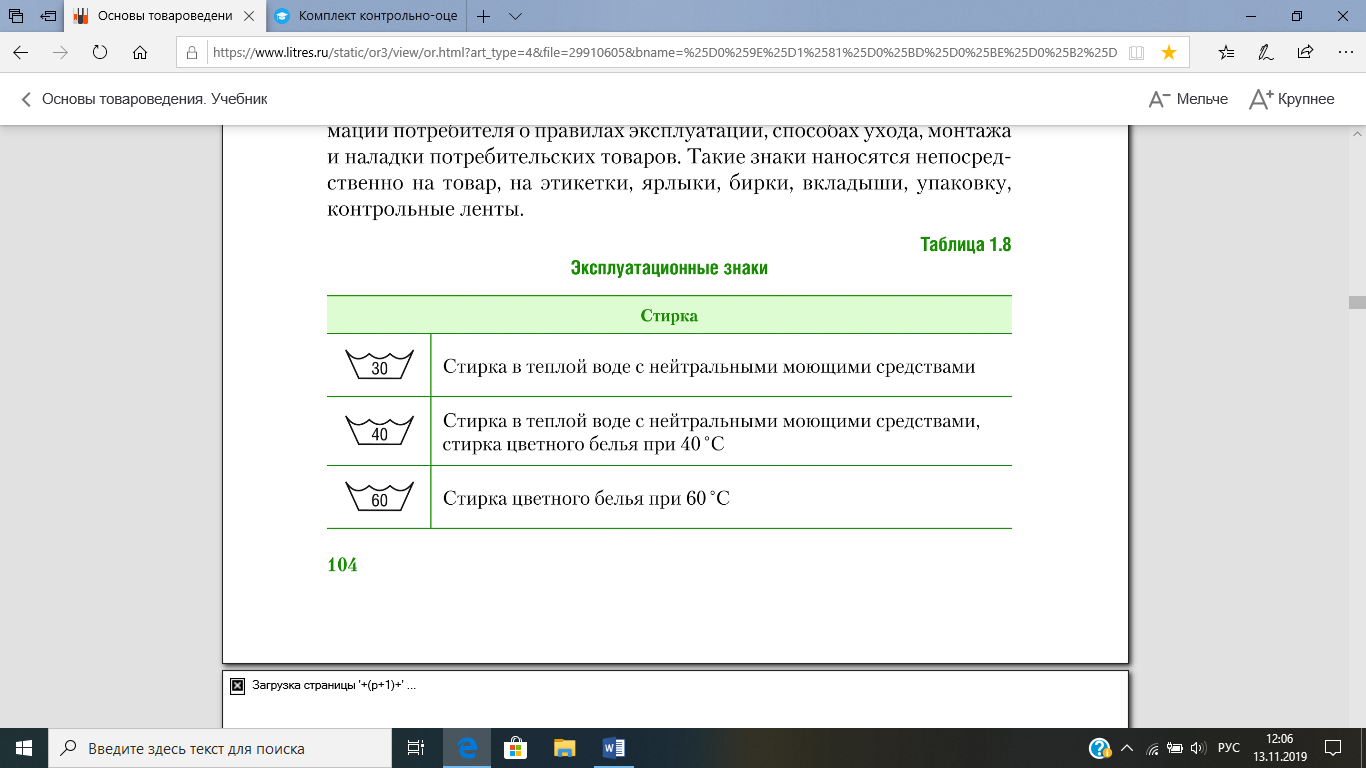 Основы товароведени
Комплект контрольно-оце
https://www.litres.ru/static/or3/view/or.html?art_type=4&file=29910605&bname=%25D0%259E%25D1%2581%25D0%25BD%25D0%25BE%25D0%25B2%25D
Основы товароведения. Учебник
А− Мельче
А+ Крупнее
мации потребителя о правилах эксплуатации, способах ухода, монтажа
и наладки потребительских товаров. Такие знаки наносятся непосред-
ственно на товар, на этикетки, ярлыки, бирки, вкладыши, упаковку,
контрольные ленты.
Таблица 1.8
Эксплуатационные знаки
Стирка
30
Стирка в теплой воде с нейтральными моющими средствами
40
Стирка в теплой воде с нейтральными моющими средствами,
стирка цветного белья при 40 °С
60
Стирка цветного белья при 60 °С
104
Загрузка страницы '+(p+1)+' ...
Введите здесь текст для поиска
РУС
12:06
13.11.2019